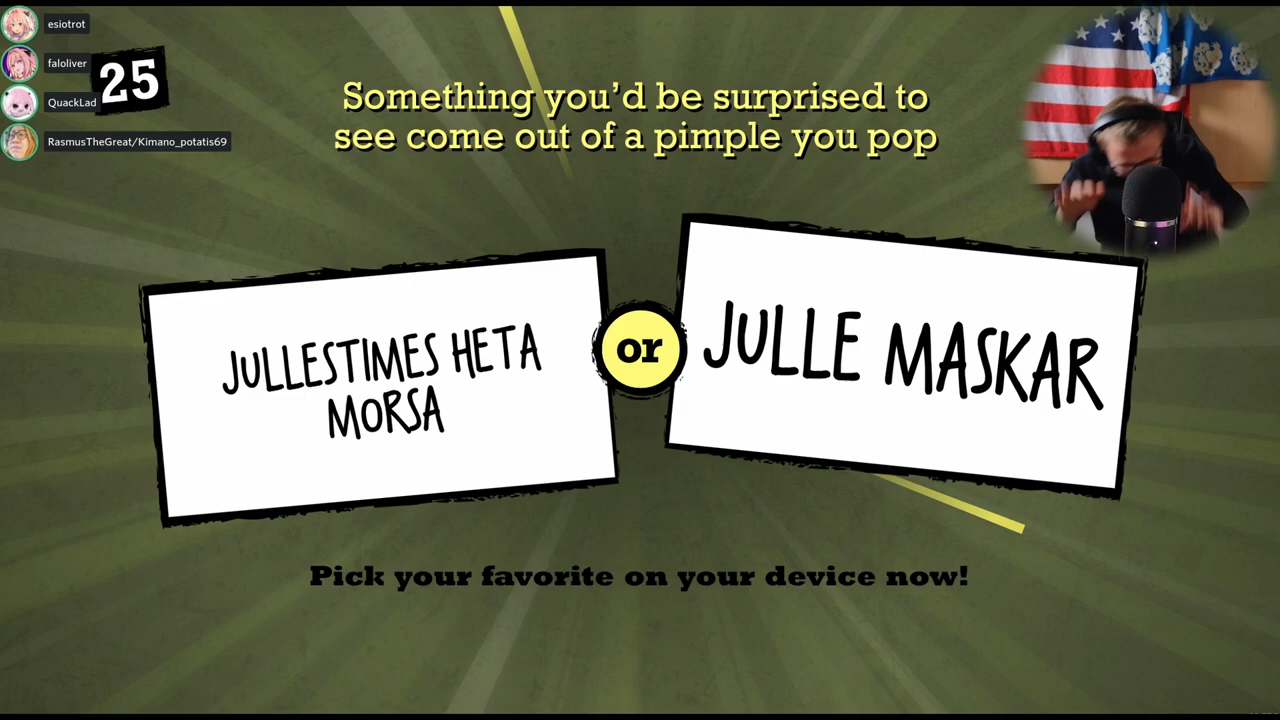 esiotrot
faloliver
25
QuackLad
RasmusTheGreat/Kimano_potatis69
Something you'd be surprised to
see come out of a pimple you pop
JULLESTIMES HETA
MORSA
or
JULLE MASKAR
Pick your favorite on your device now!